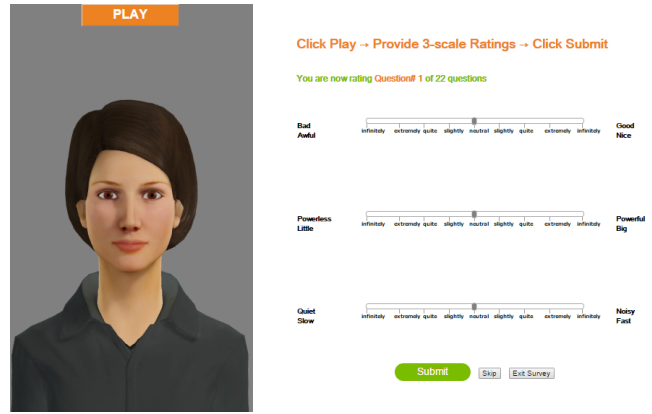 PLAY
Click Play → Provide 3-scale Ratings → Click Submit
You are now rating Question# 1 of 22 questions
Bad
Awful
infinitely extremely quite slightly neutral slightly quite extremely infinitely
Good
Nice
Powerless
Little
infinitely extremely quite slightly neutral slightly quite extremely infinitely
Powerful
Big
Quiet
Slow
infinitely extremely quite slightly neutral slightly quite extremely infinitely
Noisy
Fast
Submit Skip Exit Survey